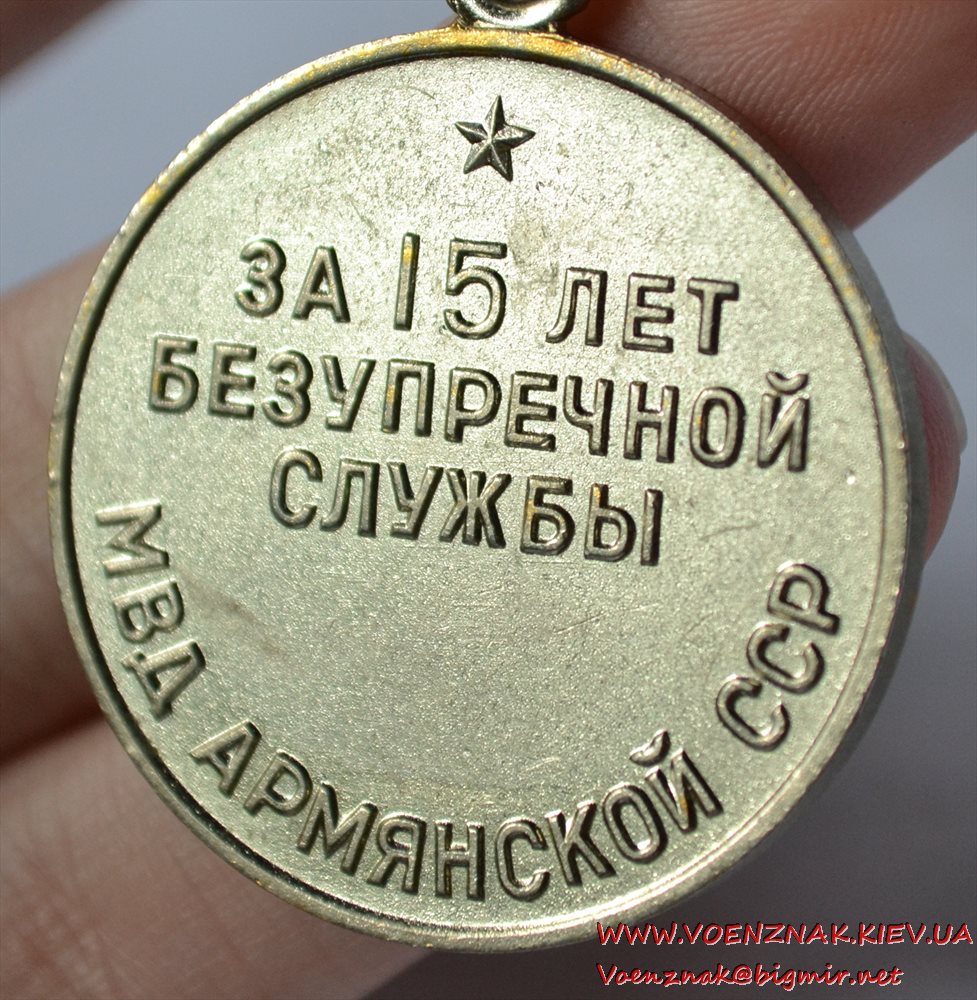 ЗА 15 ЛЕТ
БЕЗУПРЕЧНОЙ
СЛУЖБЫ
МВД АРМЯНСКОЙ ССР
WWW.VOENZNAK.KIEV.UA
Voenznak@bigmir.net